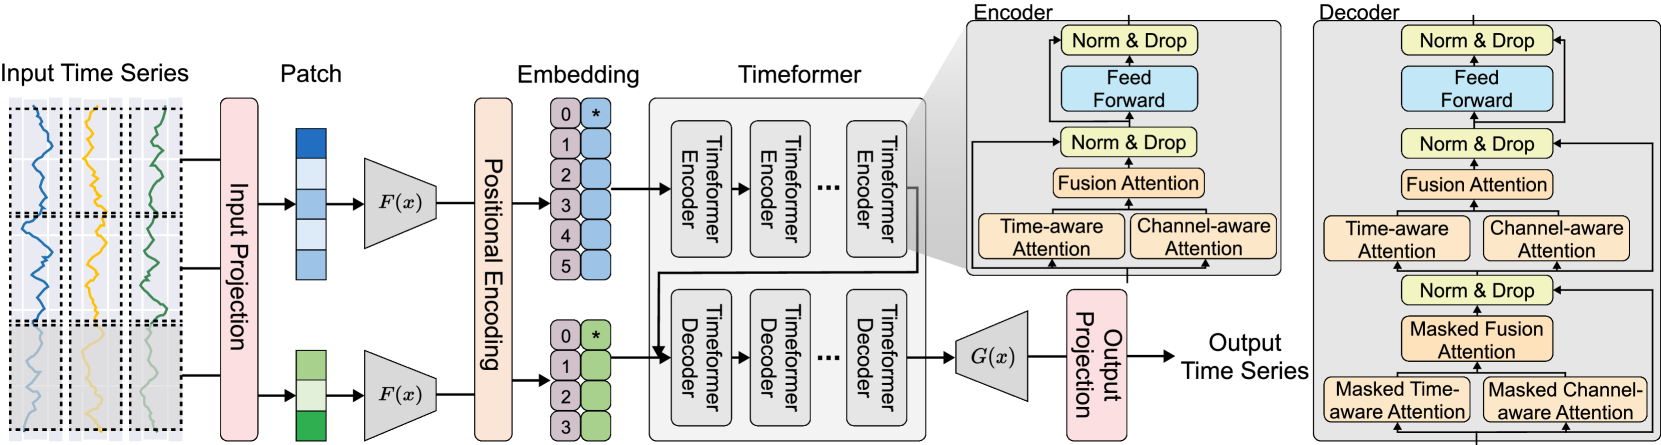 Input Time Series
Input Projection
Patch
F(x)
F(x)
Positional Encoding
Embedding
0 *
1
2
3
4
5
0 *
1
2
3
Timeformer
Timeformer
Encoder
Timeformer
Encoder
...
Timeformer
Encoder
Timeformer
Decoder
Timeformer
Decoder
...
Timeformer
Decoder
G(x)
Output
Projection
Output
Time Series
Encoder
Norm & Drop
Feed
Forward
Norm & Drop
Fusion Attention
Time-aware
Attention
Channel-aware
Attention
Decoder
Norm & Drop
Feed
Forward
Norm & Drop
Fusion Attention
Time-aware
Attention
Channel-aware
Attention
Norm & Drop
Masked Fusion
Attention
Masked Time-
aware Attention
Masked Channel-
aware Attention